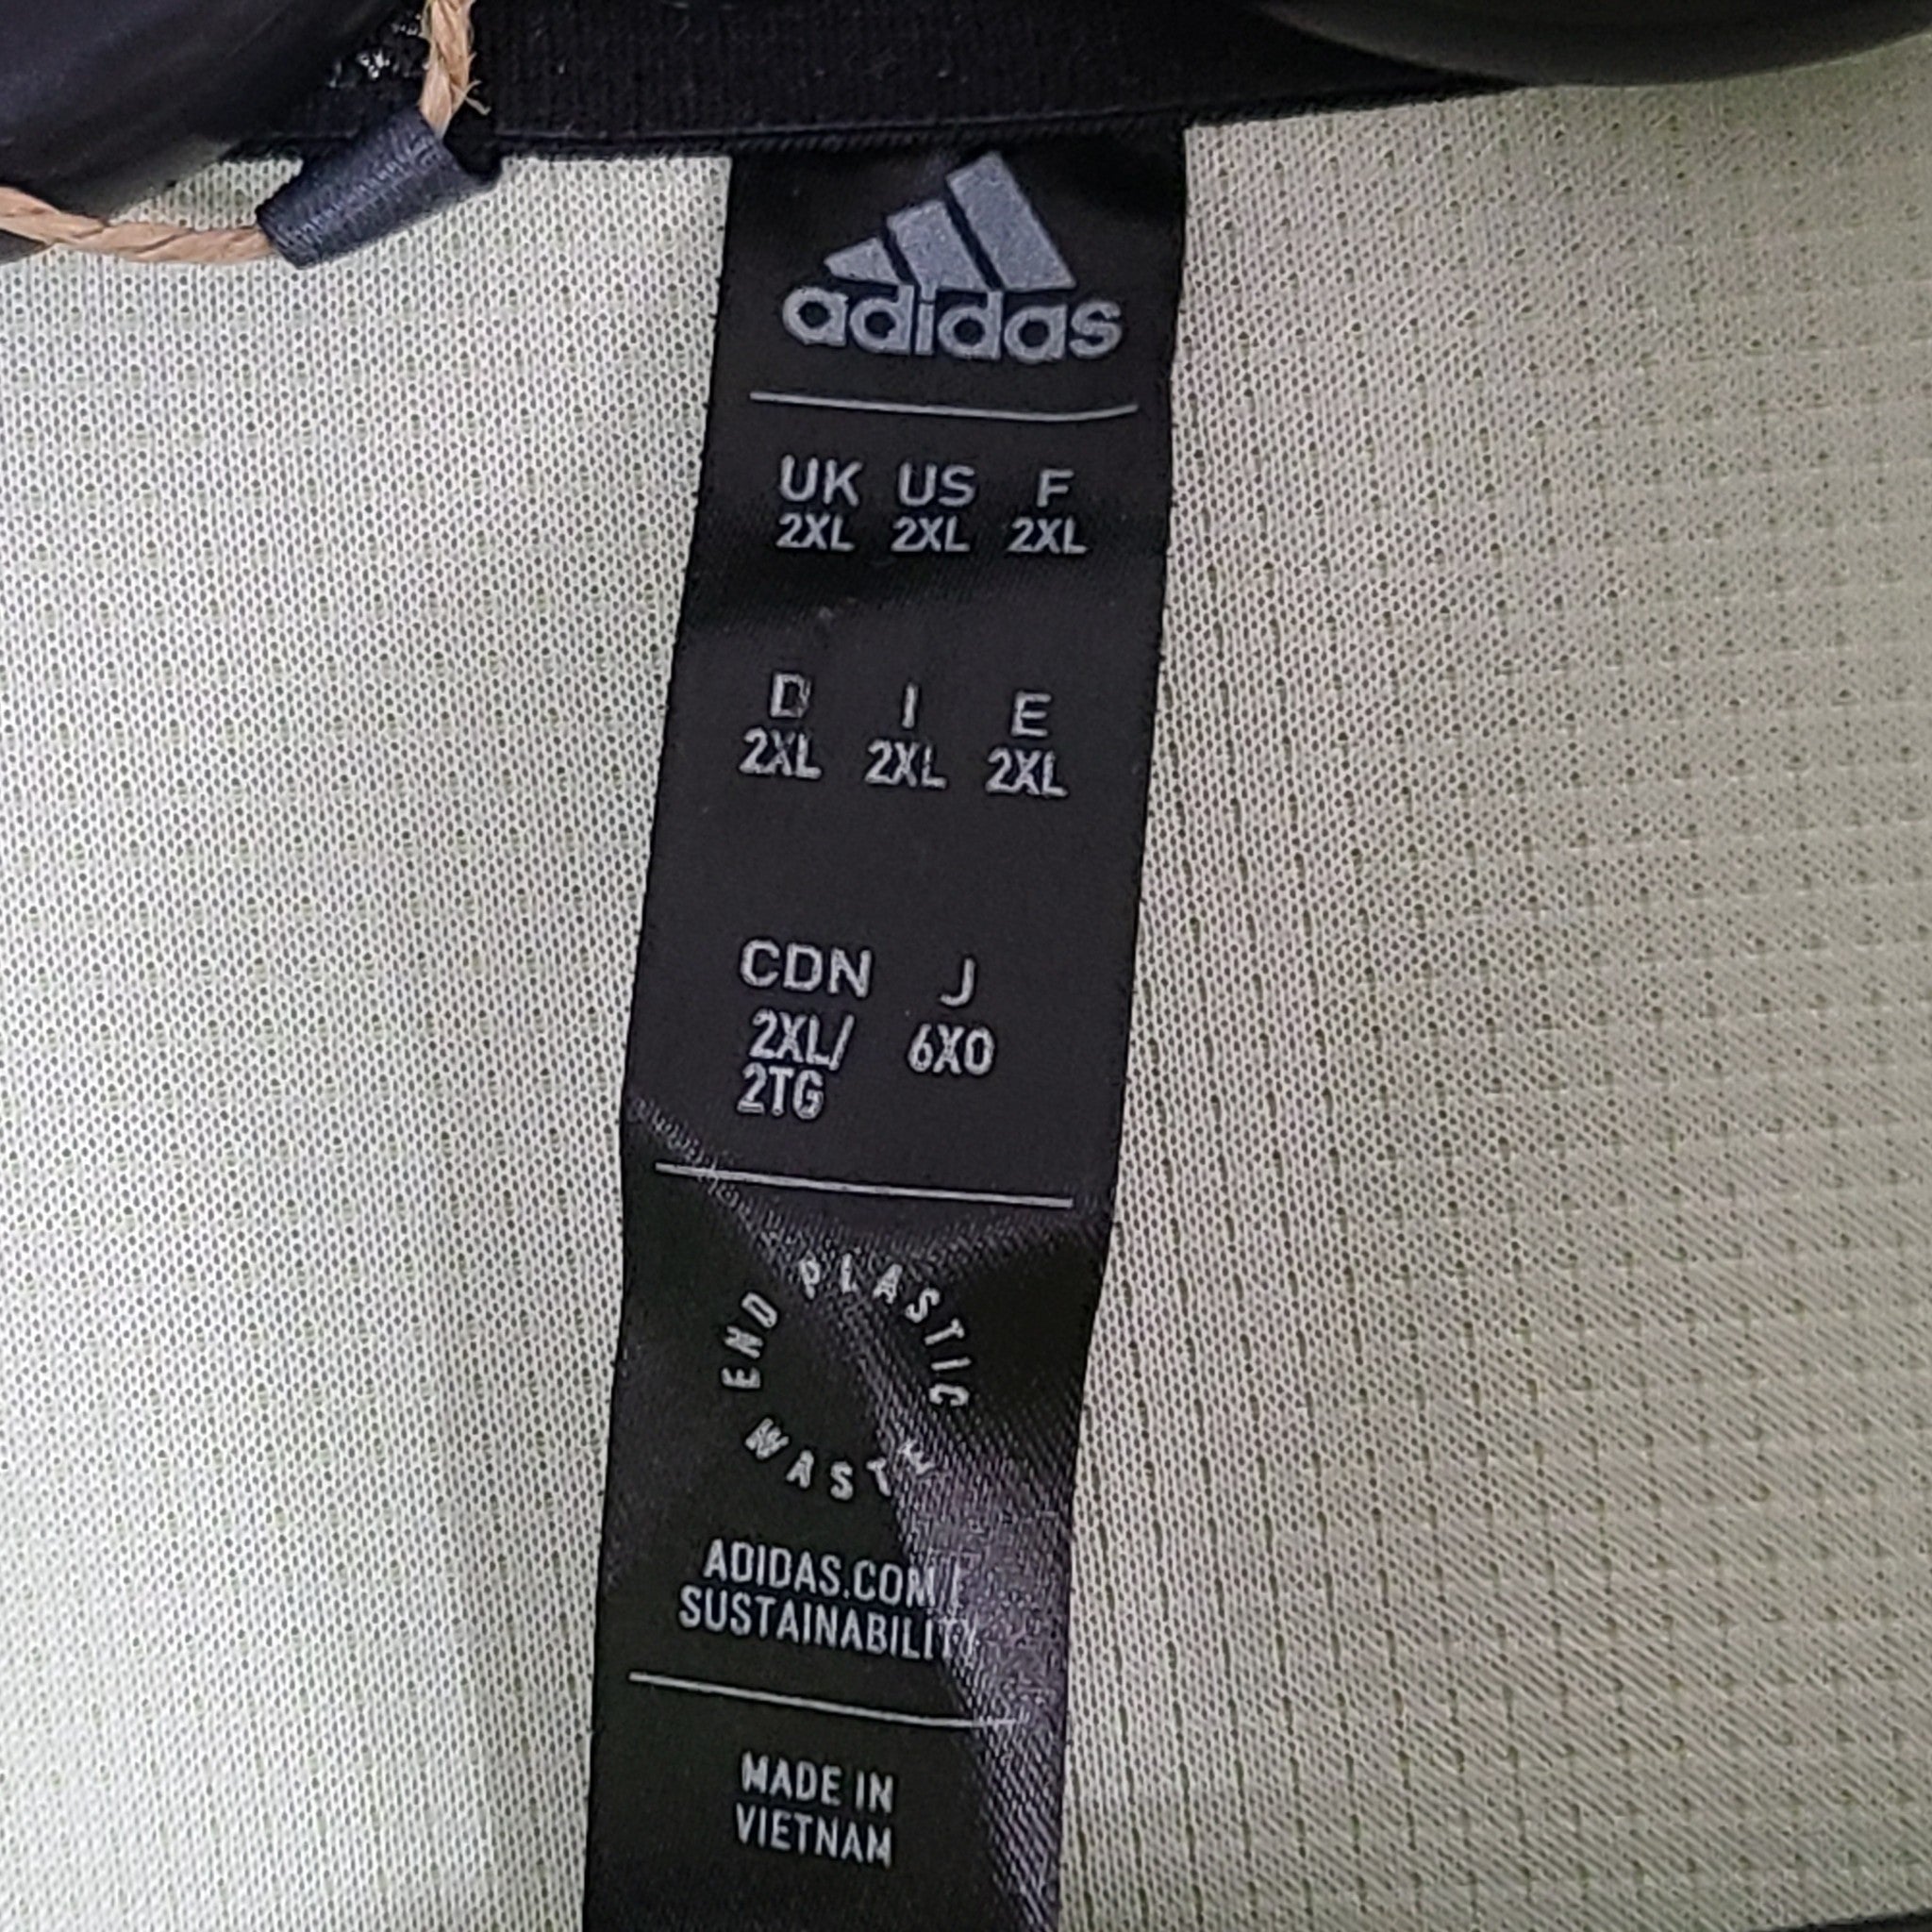 adidas
UK US F
2XL 2XL 2XL
D I E
2XL 2XL 2XL
CDN J
2XL/ 6XO
2TG
END PLASTIC
WASTE
ADIDAS.COM/
SUSTAINABILITY
MADE IN
VIETNAM